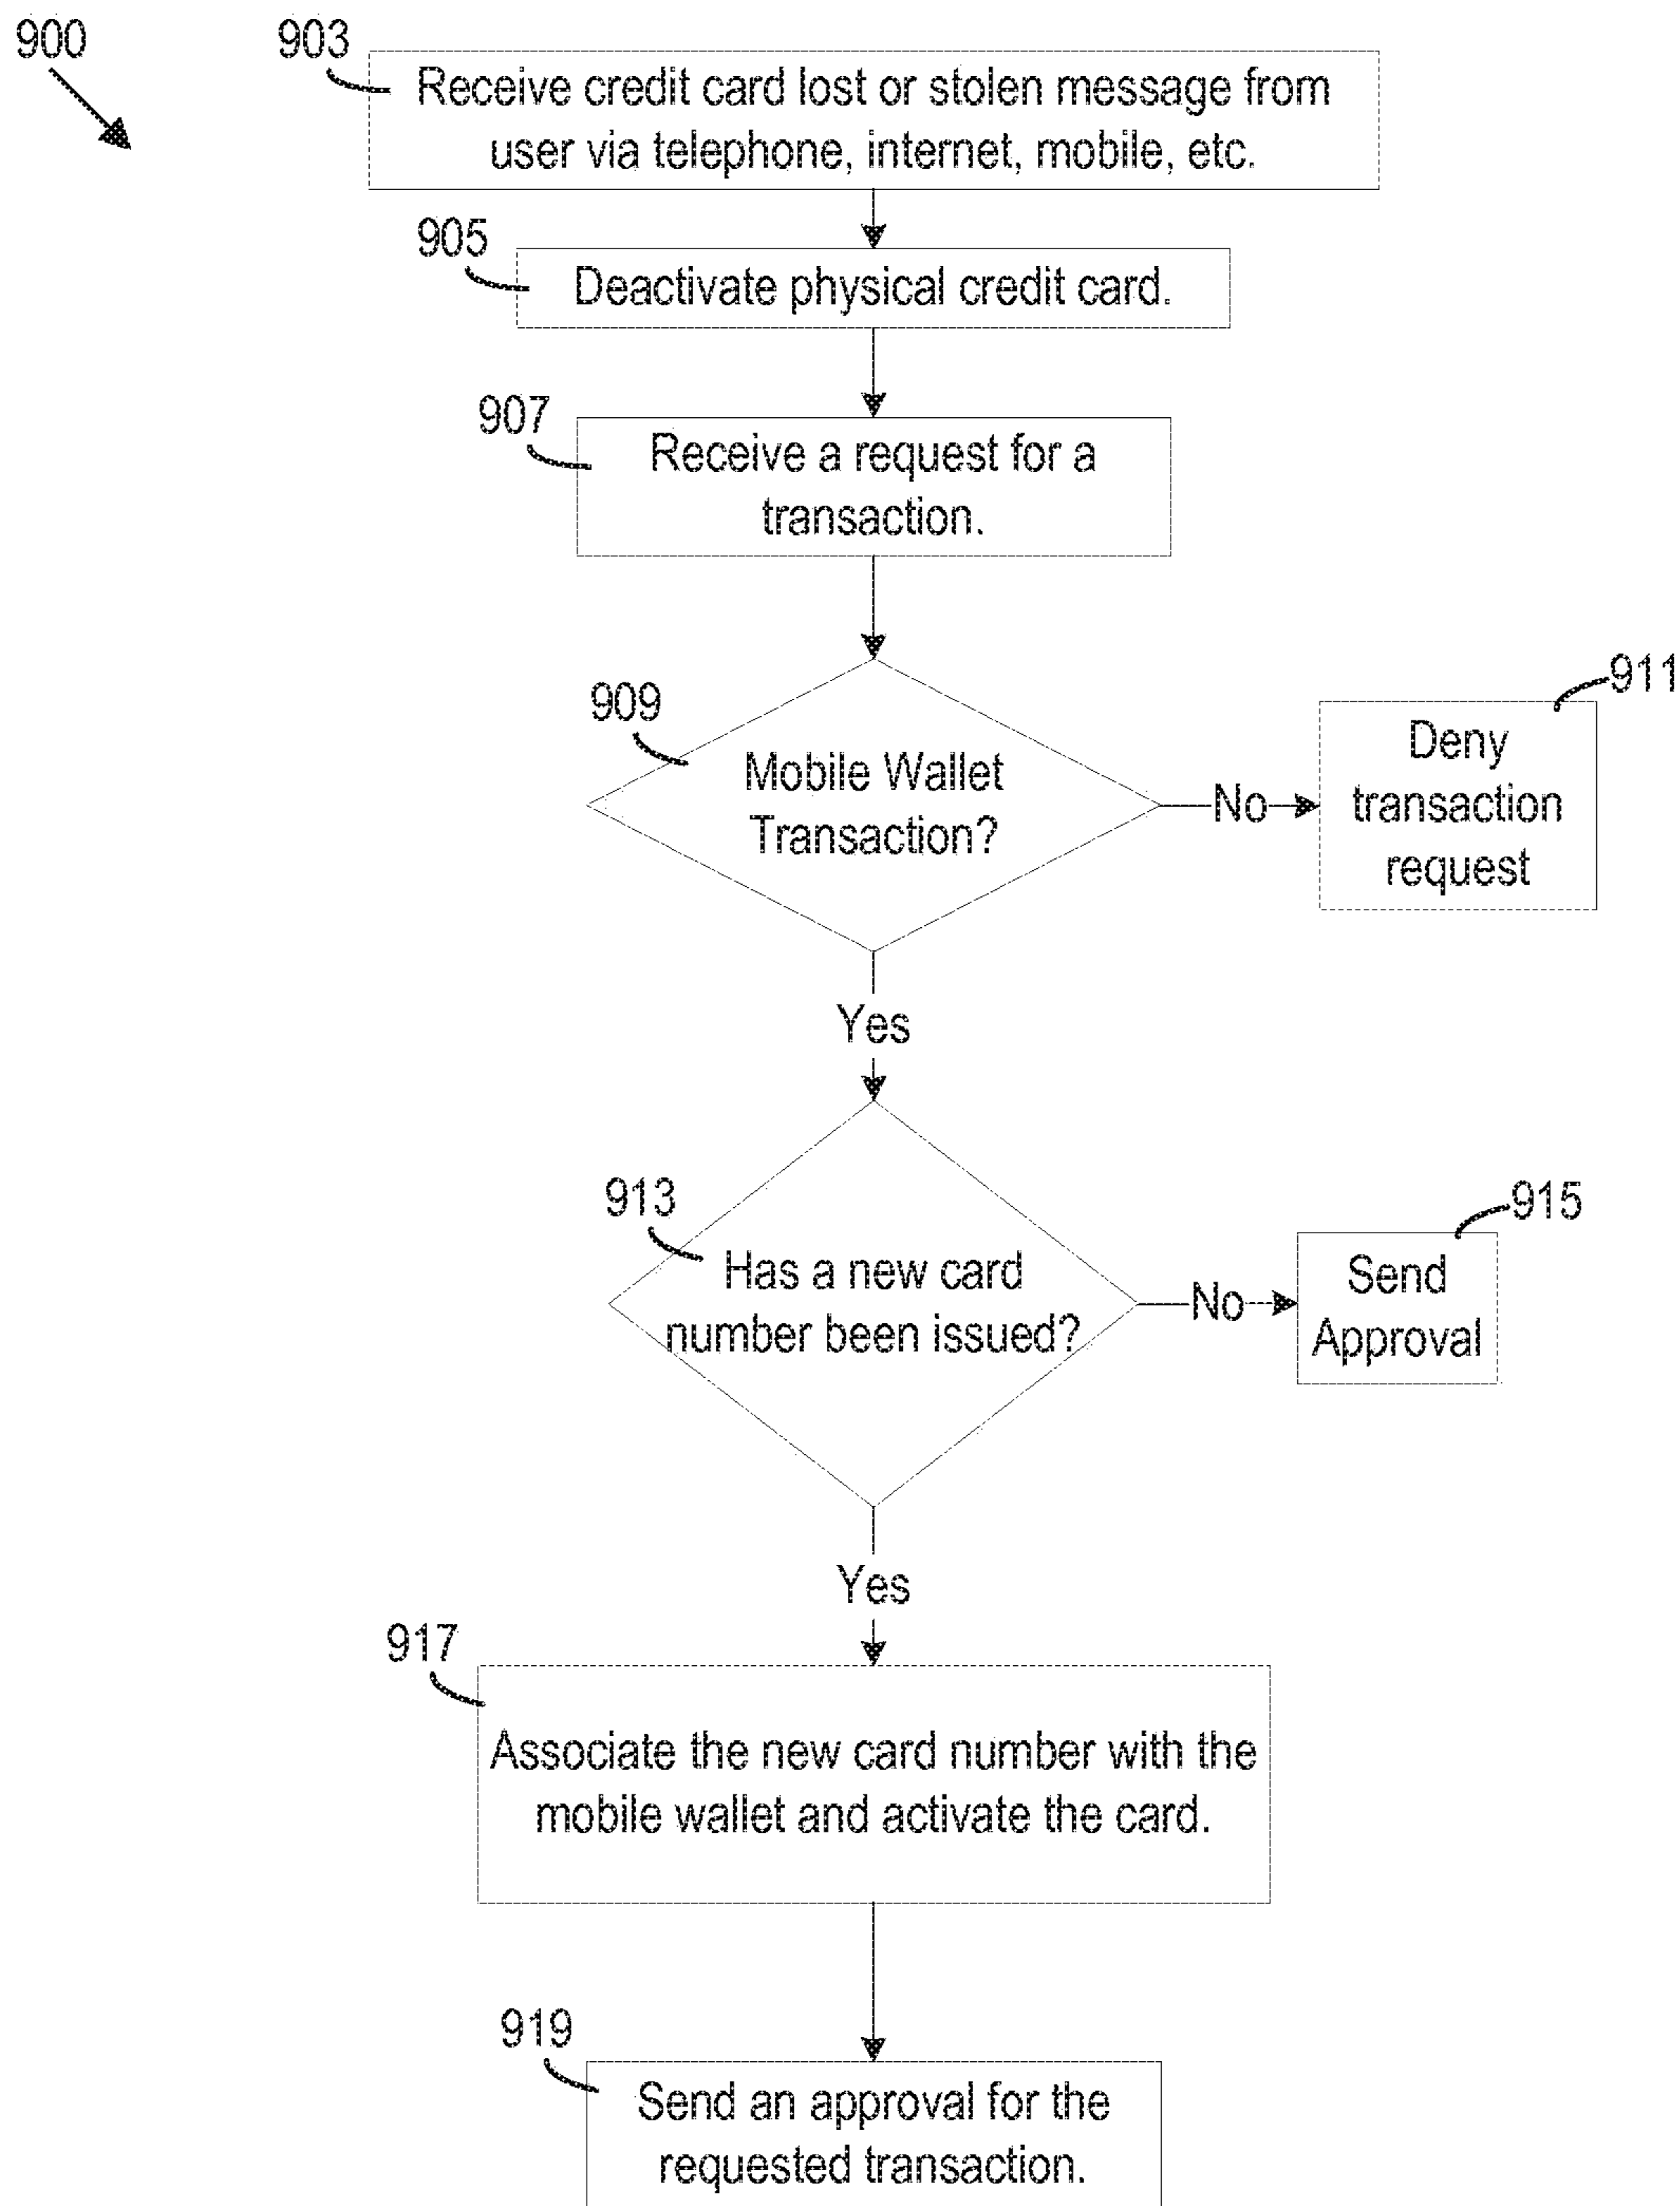 900
903
Receive credit card lost or stolen message from
user via telephone, internet, mobile, etc.
905
Deactivate physical credit card.
907
Receive a request for a
transaction.
909
Mobile Wallet
Transaction?
No
911
Deny
transaction
request
Yes
913
Has a new card
number been issued?
No
915
Send
Approval
Yes
917
Associate the new card number with the
mobile wallet and activate the card.
919
Send an approval for the
requested transaction.